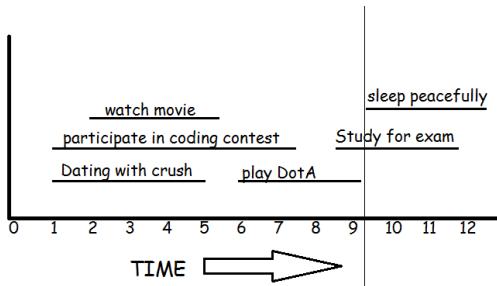 sleep peacefully
watch movie
participate in coding contest Study for exam
Dating with crush play DotA
0 1 2 3 4 5 6 7 8 9 10 11 12
TIME